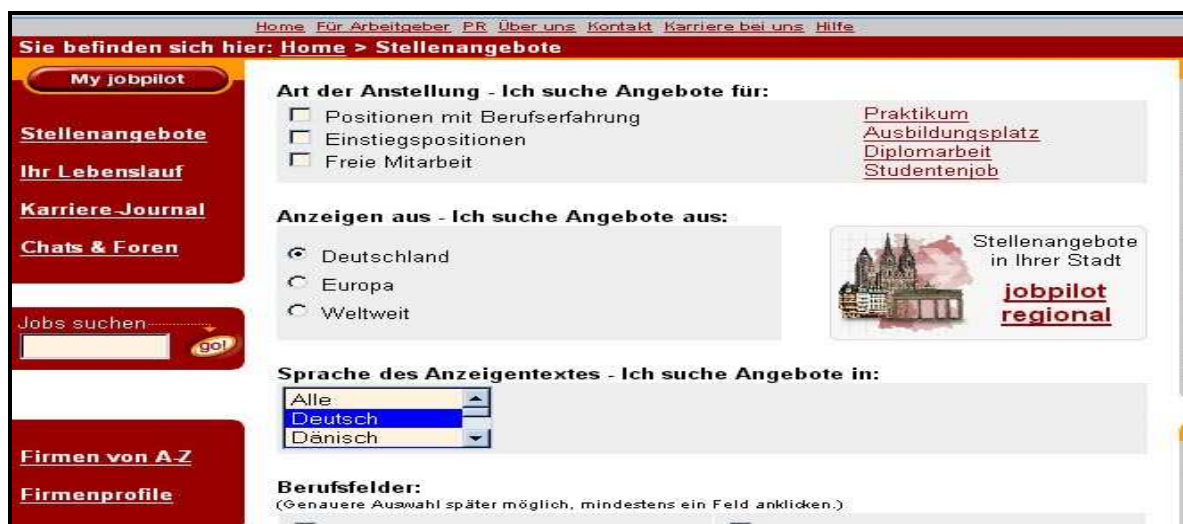 Home Für Arbeitgeber PR Über uns Kontakt Karriere bei uns Hilfe
Sie befinden sich hier: Home > Stellenangebote
My jobpilot
Stellenangebote
Ihr Lebenslauf
Karriere-Journal
Chats & Foren
Jobs suchen
go!
Firmen von A-Z
Firmenprofile
Art der Anstellung - Ich suche Angebote für:
Positionen mit Berufserfahrung
Einstiegspositionen
Freie Mitarbeit
Praktikum
Ausbildungsplatz
Diplomarbeit
Studentenjob
Anzeigen aus - Ich suche Angebote aus:
Deutschland
Europa
Weltweit
Stellenangebote
in Ihrer Stadt
jobpilot
regional
Sprache des Anzeigentextes - Ich suche Angebote in:
Alle
Deutsch
Dänisch
Berufsfelder:
(Genauere Auswahl später möglich, mindestens ein Feld anklicken.)